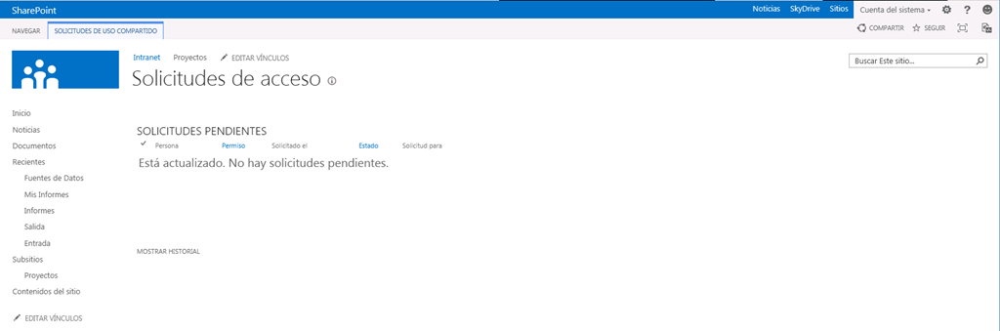 SharePoint
Noticias SkyDrive Sitios Cuenta del sistema ?
NAVEGAR SOLICITUDES DE USO COMPARTIDO
COMPARTIR SEGUIR
Intranet Proyectos EDITAR VÍNCULOS
Solicitudes de acceso
Buscar Este sitio...
Inicio
Noticias
Documentos
Recientes
Fuentes de Datos
Mis Informes
Informes
Salida
Entrada
Subsitios
Proyectos
Contenidos del sitio
EDITAR VÍNCULOS
SOLICITUDES PENDIENTES
Persona Permiso Solicitado el Estado Solicitud para
Está actualizado. No hay solicitudes pendientes.
MOSTRAR HISTORIAL